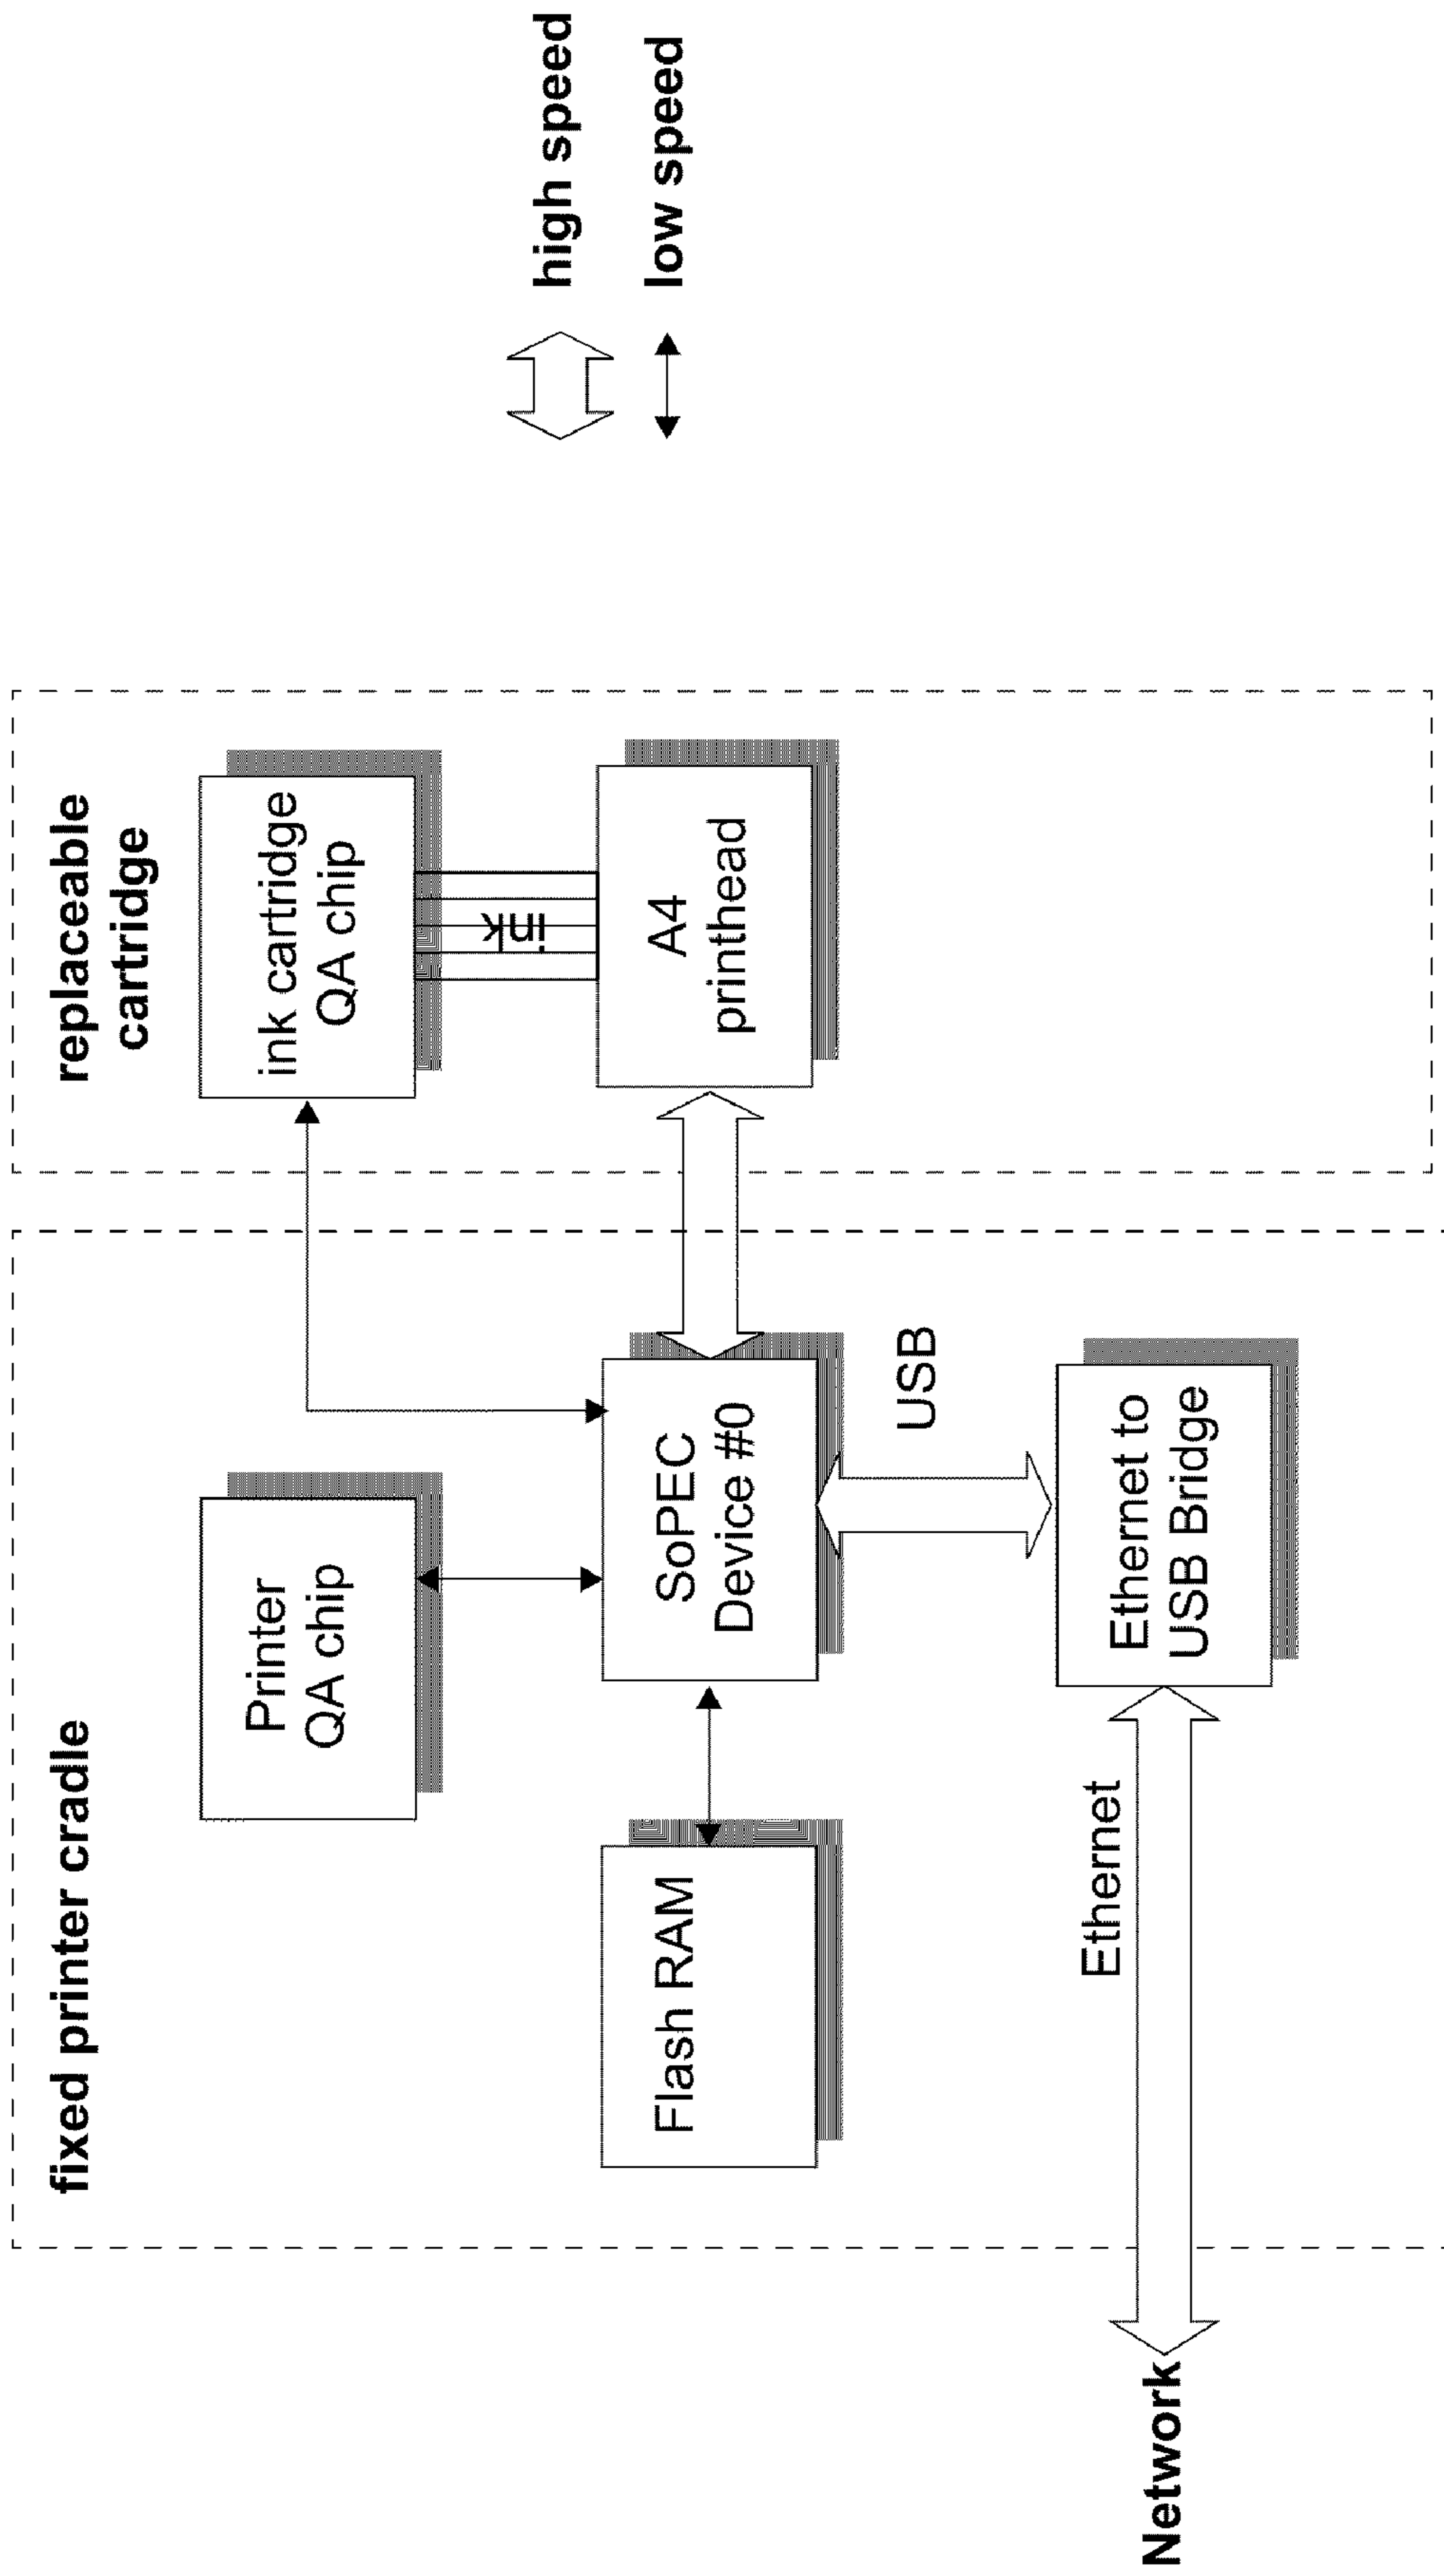 fixed printer cradle
replaceable
cartridge
Printer
QA chip
ink cartridge
QA chip
ink
high speed
low speed
Flash RAM
SoPEC
Device #0
A4
printhead
USB
Ethernet
Ethernet to
USB Bridge
Network